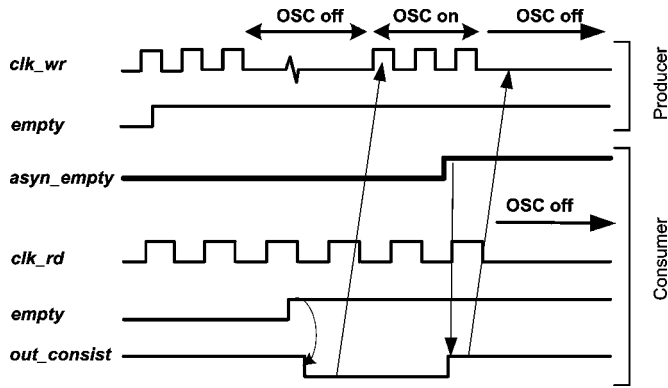 OSC off
OSC on
OSC off
clk_wr
empty
Producer
asyn_empty
OSC off
clk_rd
empty
out_consist
Consumer